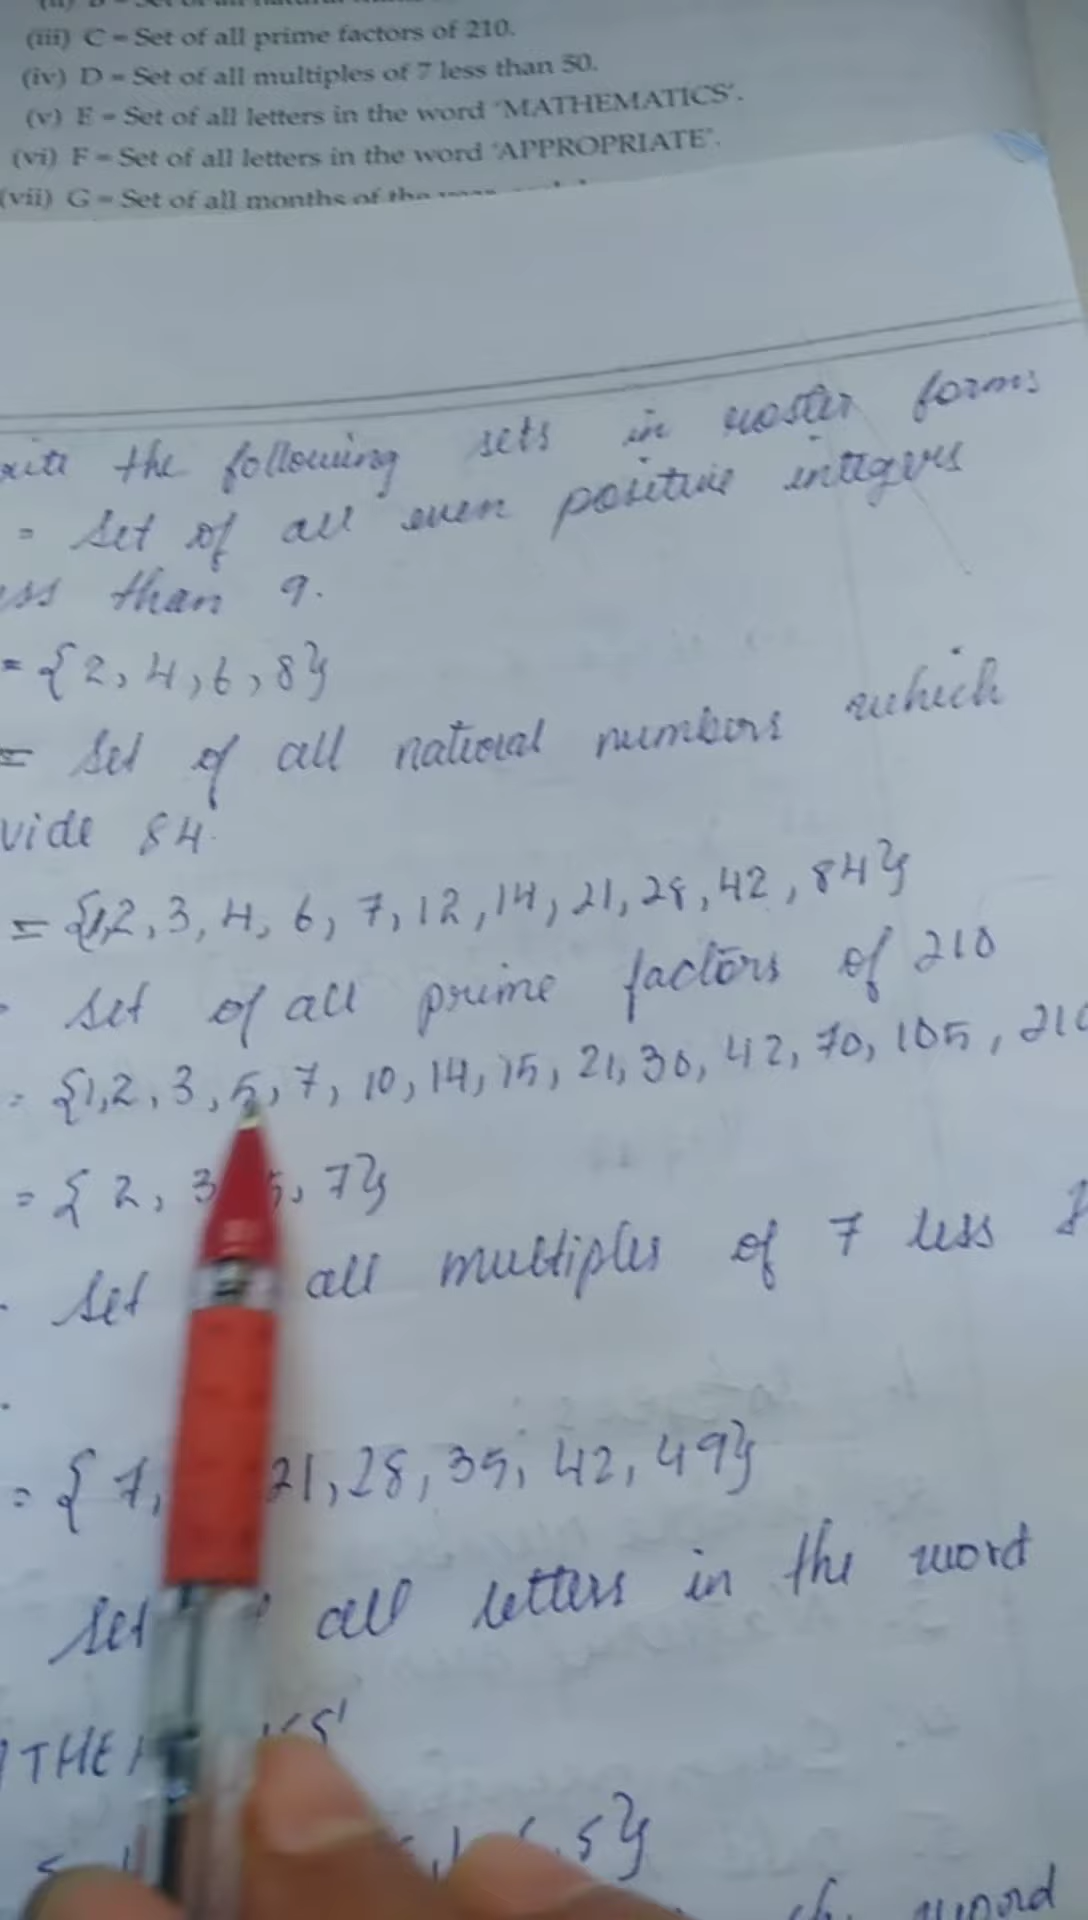 (iii) C = Set of all prime factors of 210.
(iv) D = Set of all multiples of 7 less than 50.
(v) E = Set of all letters in the word 'MATHEMATICS'.
(vi) F = Set of all letters in the word 'APPROPRIATE'.
(vii) G = Set of all months of the
the following sets in roster forms
= Set of all even positive integers
than 9.
= {2, 4, 6, 8}
= Set of all natural numbers which
84.
= {1, 2, 3, 4, 6, 7, 12, 14, 21, 28, 42, 84}
Set of all prime factors of 210
= {1, 2, 3, 5, 7, 10, 14, 15, 21, 30, 42, 70, 105, 210
= { 2, 3, 5, 7}
Set all multiples of 7 less
= { 7, 21, 28, 35, 42, 49}
Set all letters in the word
THE
S}
word